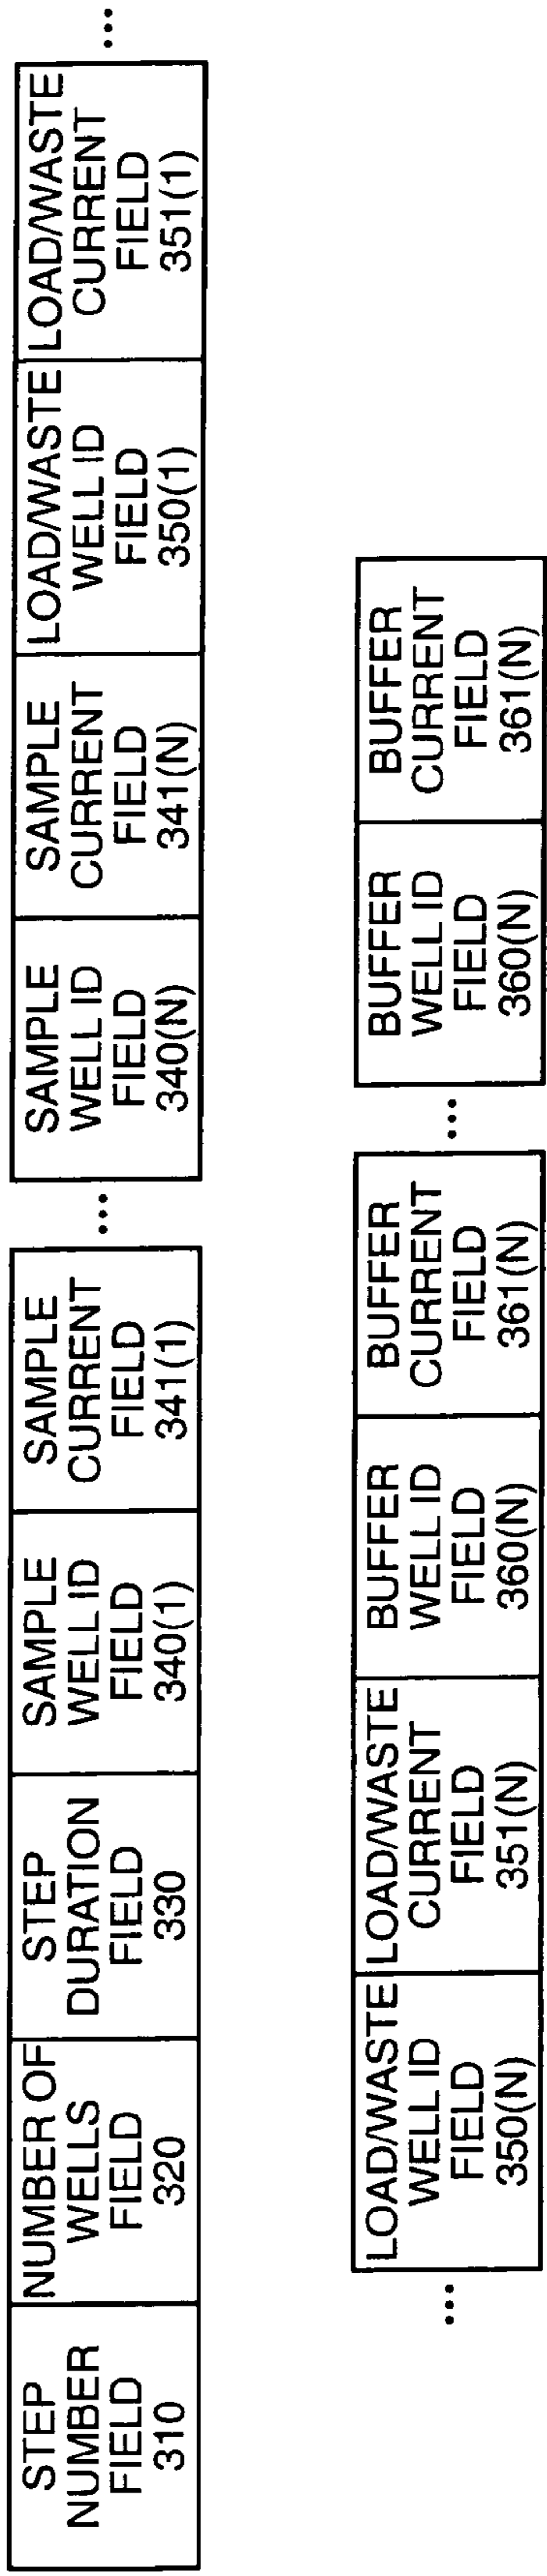 STEP
NUMBER
FIELD
310
NUMBER OF
WELLS
FIELD
320
STEP
DURATION
FIELD
330
SAMPLE
WELL ID
FIELD
340(1)
SAMPLE
CURRENT
FIELD
341(1)
...
SAMPLE
WELL ID
FIELD
340(N)
SAMPLE
CURRENT
FIELD
341(N)
LOAD/WASTE
WELL ID
FIELD
350(1)
LOAD/WASTE
CURRENT
FIELD
351(1)
...
...
LOAD/WASTE
WELL ID
FIELD
350(N)
LOAD/WASTE
CURRENT
FIELD
351(N)
BUFFER
WELL ID
FIELD
360(N)
BUFFER
CURRENT
FIELD
361(N)
...
BUFFER
WELL ID
FIELD
360(N)
BUFFER
CURRENT
FIELD
361(N)